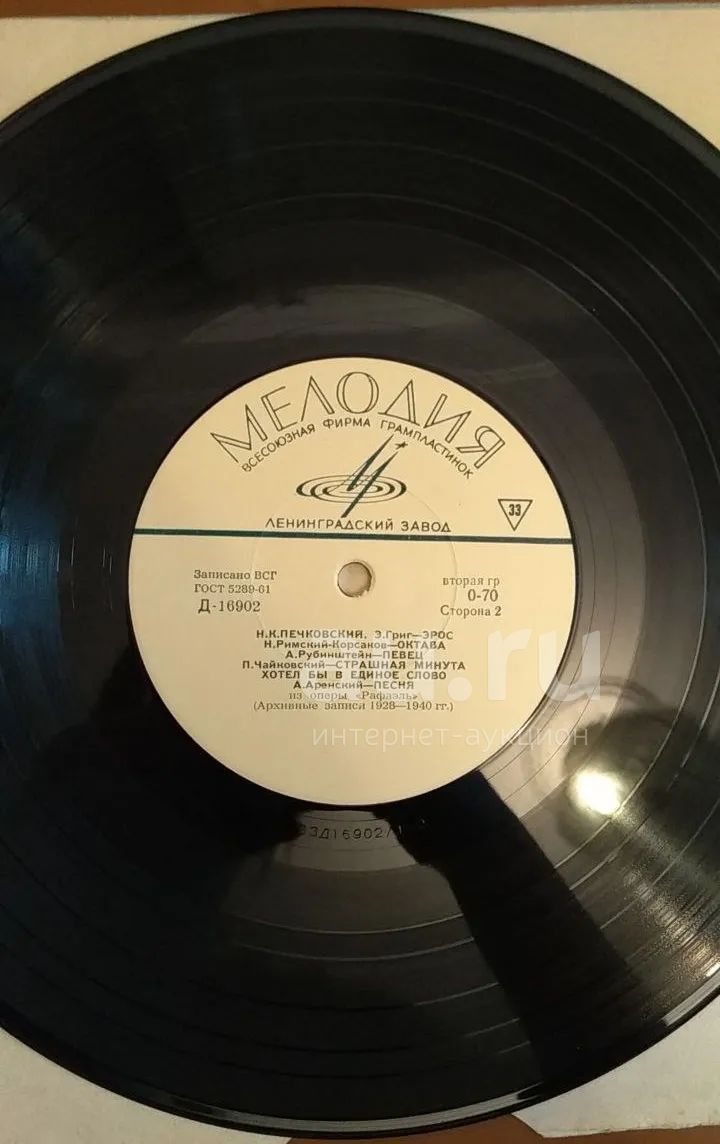 МЕЛОДИЯ
ВСЕСОЮЗНАЯ ФИРМА ГРАМПЛАСТИНОК
33
ЛЕНИНГРАДСКИЙ ЗАВОД
Записано ВСГ
ГОСТ 5289-61
Д-16902
вторая гр
0-70
Сторона 2
Н.К.ПЕЧКОВСКИЙ. Э.Григ—ЭРОС
Н.Римский-Корсаков—ОКТАВА
А.Рубинштейн—ПЕВЕЦ
П.Чайковский—СТРАШНАЯ МИНУТА
ХОТЕЛ БЫ В ЕДИНОЕ СЛОВО
А.Аренский—ПЕСНЯ
из оперы «Рафаэль»
(Архивные записи 1928—1940 гг.)
.ru
интернет-аукцион
33Д16902/